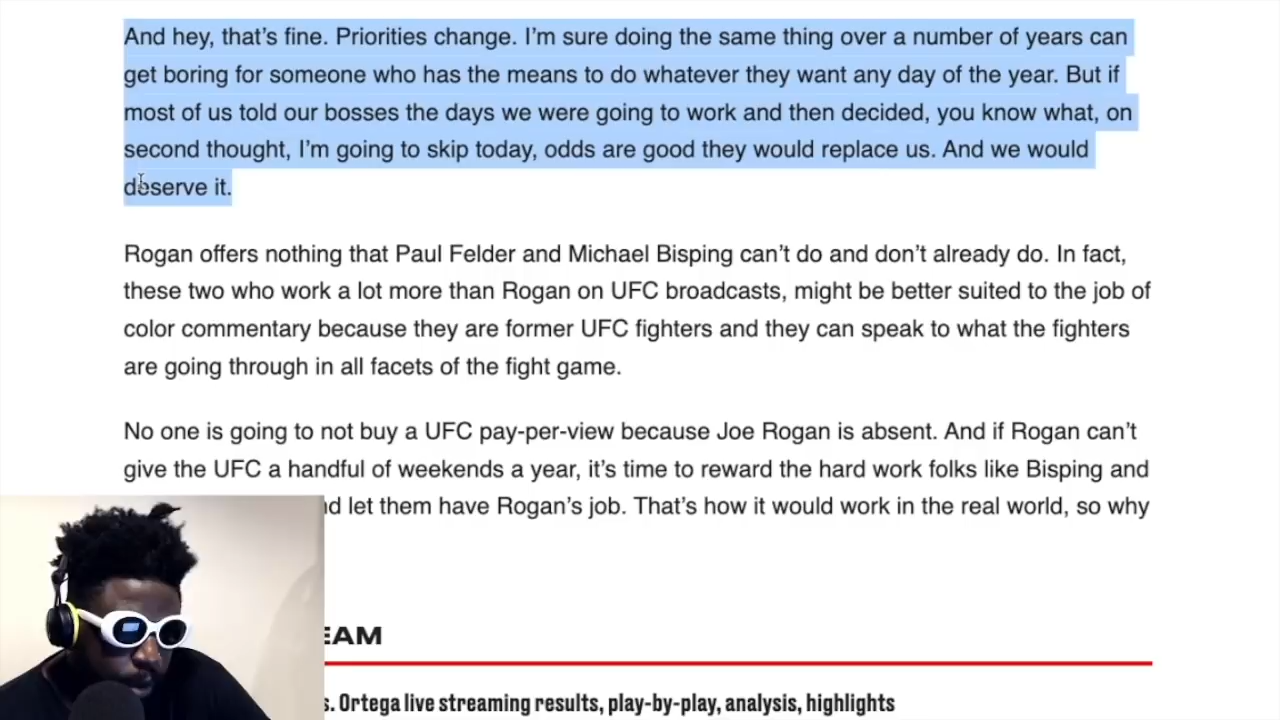 And hey, that’s fine. Priorities change. I’m sure doing the same thing over a number of years can
get boring for someone who has the means to do whatever they want any day of the year. But if
most of us told our bosses the days we were going to work and then decided, you know what, on
second thought, I’m going to skip today, odds are good they would replace us. And we would
deserve it.
Rogan offers nothing that Paul Felder and Michael Bisping can’t do and don’t already do. In fact,
these two who work a lot more than Rogan on UFC broadcasts, might be better suited to the job of
color commentary because they are former UFC fighters and they can speak to what the fighters
are going through in all facets of the fight game.
No one is going to not buy a UFC pay-per-view because Joe Rogan is absent. And if Rogan can’t
give the UFC a handful of weekends a year, it’s time to reward the hard work folks like Bisping and
let them have Rogan’s job. That’s how it would work in the real world, so why
EAM
s. Ortega live streaming results, play-by-play, analysis, highlights